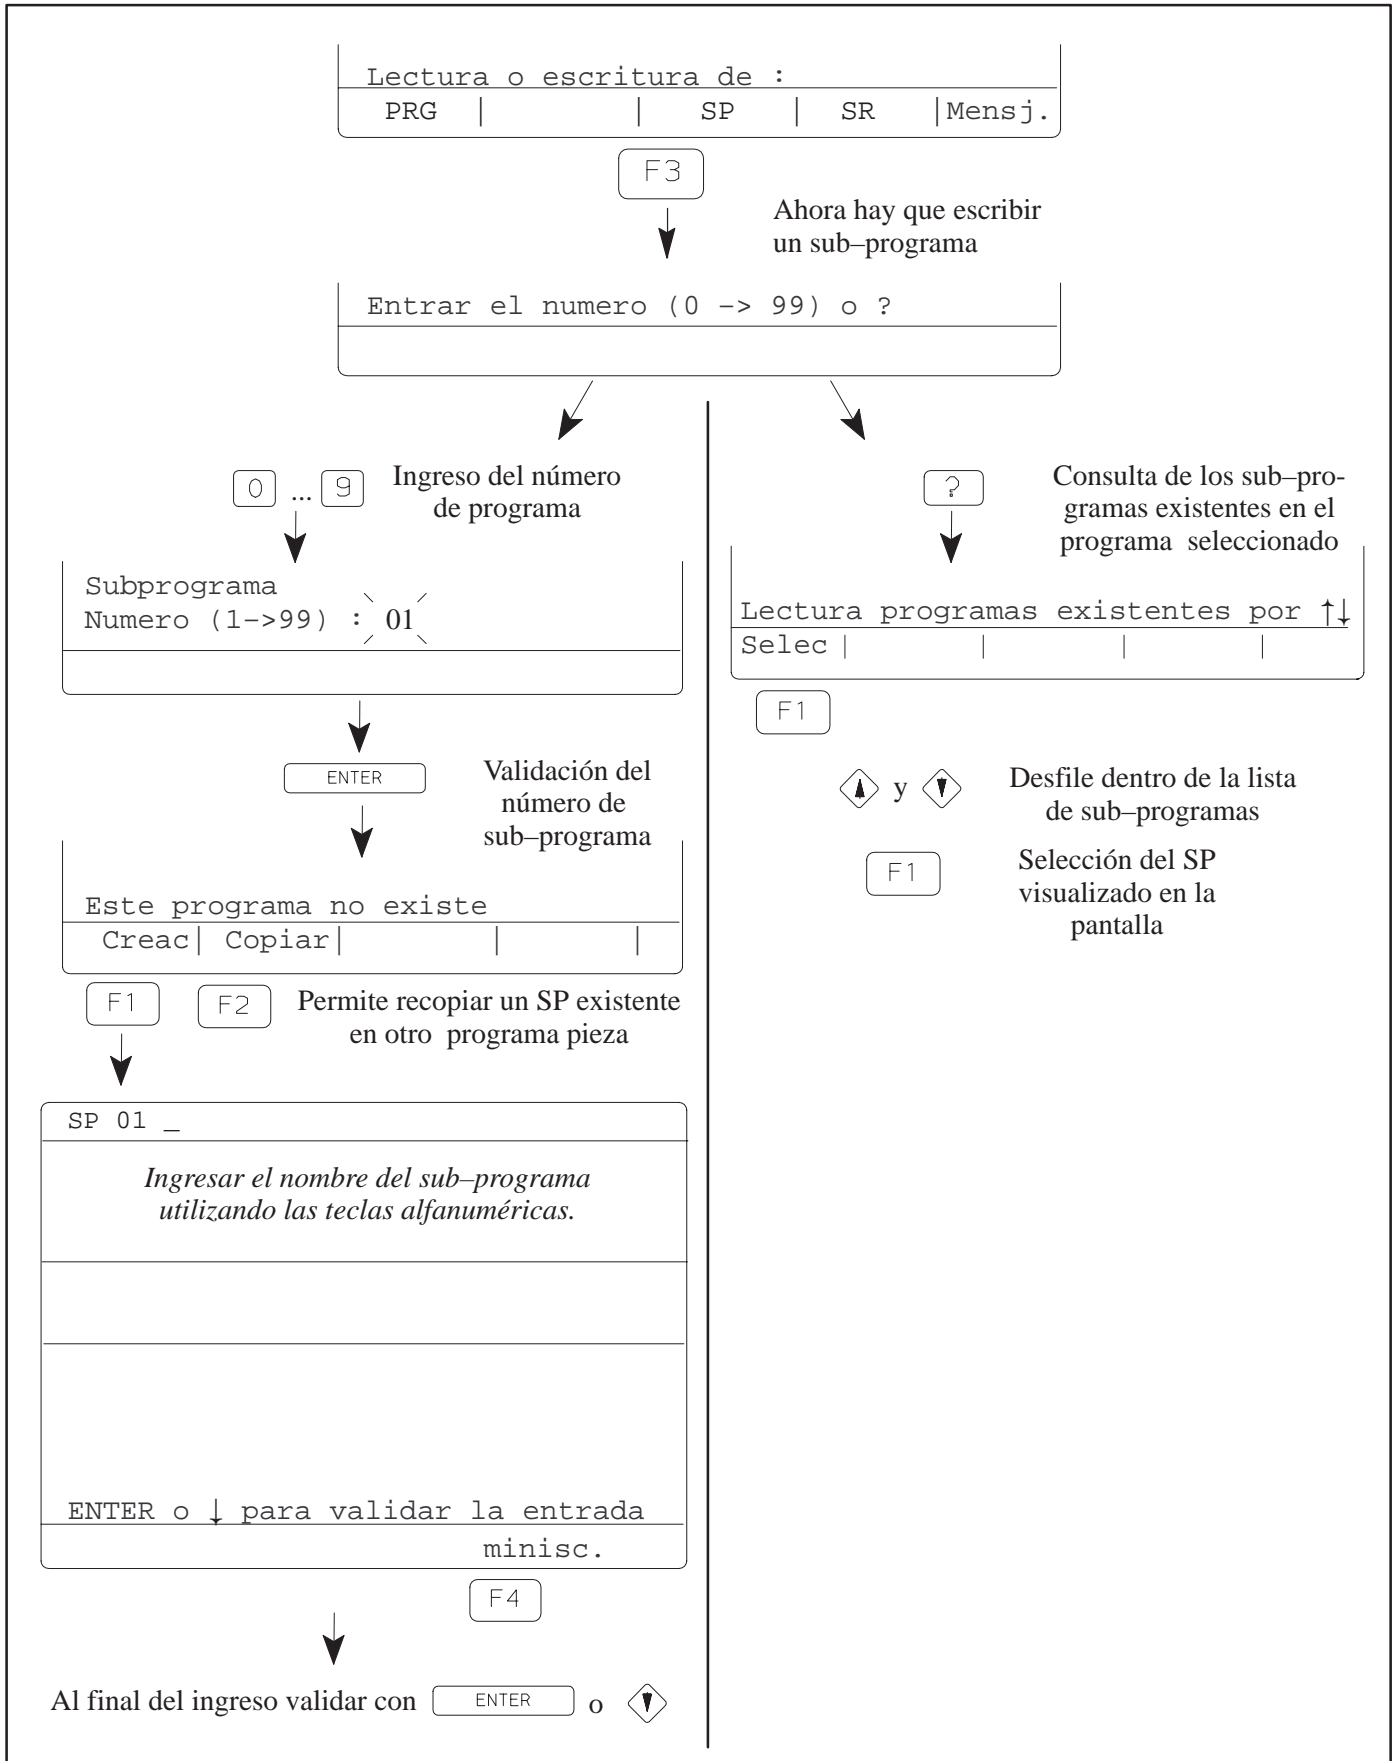 Lectura o escritura de :
PRG | | SP | SR |Mensj.
F3
Ahora hay que escribir
un sub–programa
Entrar el numero (0 –> 99) o ?
0 ... 9
Ingreso del número
de programa
Subprograma
Numero (1–>99) : 01
ENTER
Validación del
número de
sub–programa
Este programa no existe
Creac| Copiar| | |
F1 F2
Permite recopiar un SP existente
en otro programa pieza
SP 01 _
Ingresar el nombre del sub–programa
utilizando las teclas alfanuméricas.
ENTER o ↓ para validar la entrada
minisc.
F4
Al final del ingreso validar con ENTER o
?
Consulta de los sub–pro-
gramas existentes en el
programa seleccionado
Lectura programas existentes por ↑↓
Selec | | | |
F1
y
Desfile dentro de la lista
de sub–programas
F1
Selección del SP
visualizado en la
pantalla